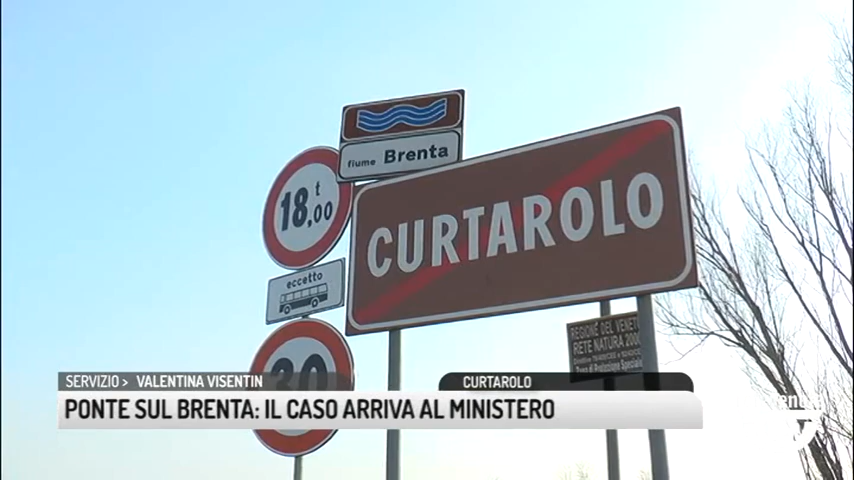 fiume Brenta
18,00 t
CURTAROLO
eccetto
30
REGIONE DEL VENETO
RETE NATURA 2000
SERVIZIO > VALENTINA VISENTIN
CURTAROLO
PONTE SUL BRENTA: IL CASO ARRIVA AL MINISTERO